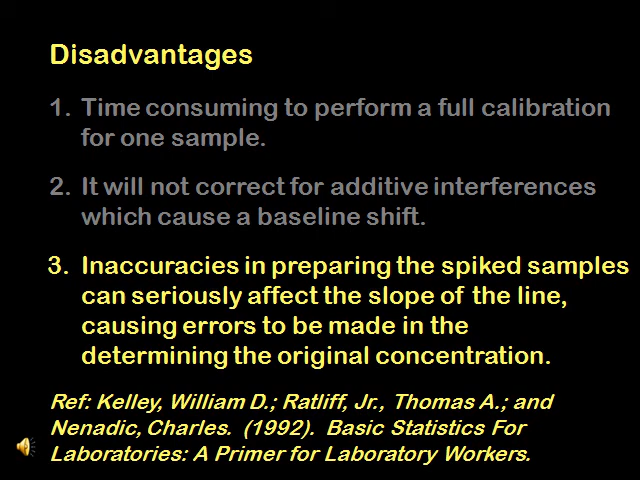 Disadvantages
1. Time consuming to perform a full calibration
for one sample.
2. It will not correct for additive interferences
which cause a baseline shift.
3. Inaccuracies in preparing the spiked samples
can seriously affect the slope of the line,
causing errors to be made in the
determining the original concentration.
Ref: Kelley, William D.; Ratliff, Jr., Thomas A.; and
Nenadic, Charles. (1992). Basic Statistics For
Laboratories: A Primer for Laboratory Workers.